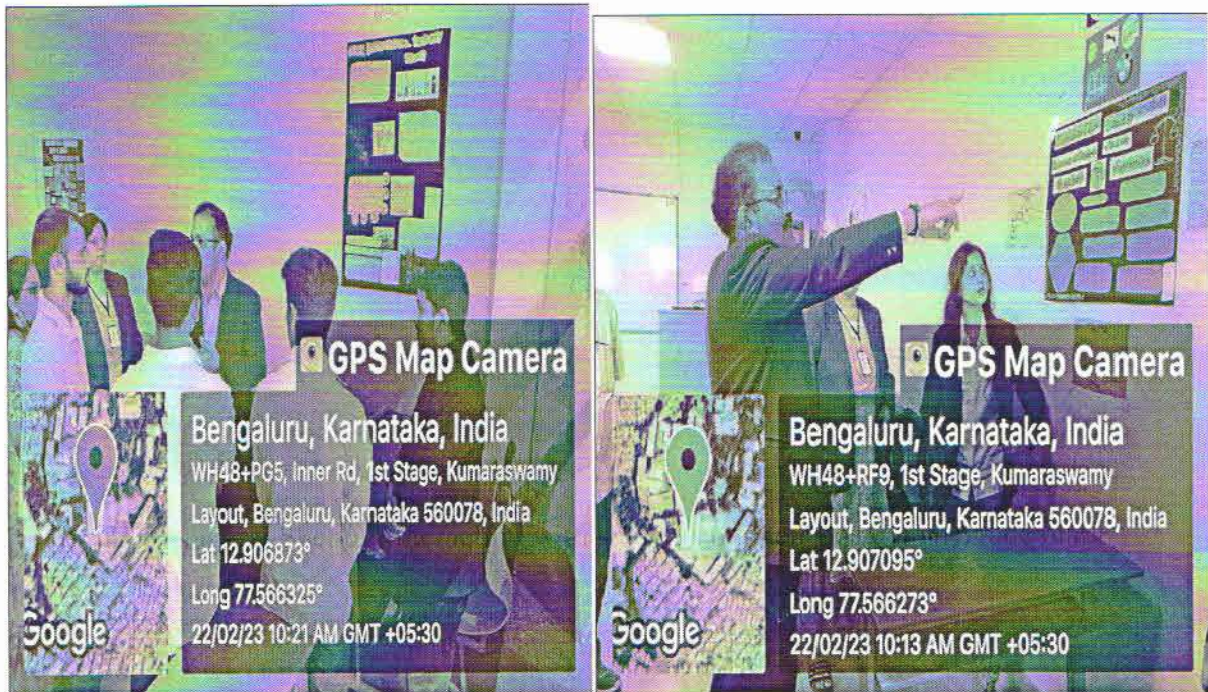 GPS Map Camera
Bengaluru, Karnataka, India
WH48+PG5, Inner Rd, 1st Stage, Kumaraswamy
Layout, Bengaluru, Karnataka 560078, India
Lat 12.906873°
Long 77.566325°
22/02/23 10:21 AM GMT +05:30
Google
GPS Map Camera
Bengaluru, Karnataka, India
WH48+RF9, 1st Stage, Kumaraswamy
Layout, Bengaluru, Karnataka 560078, India
Lat 12.907095°
Long 77.566273°
22/02/23 10:13 AM GMT +05:30
Google